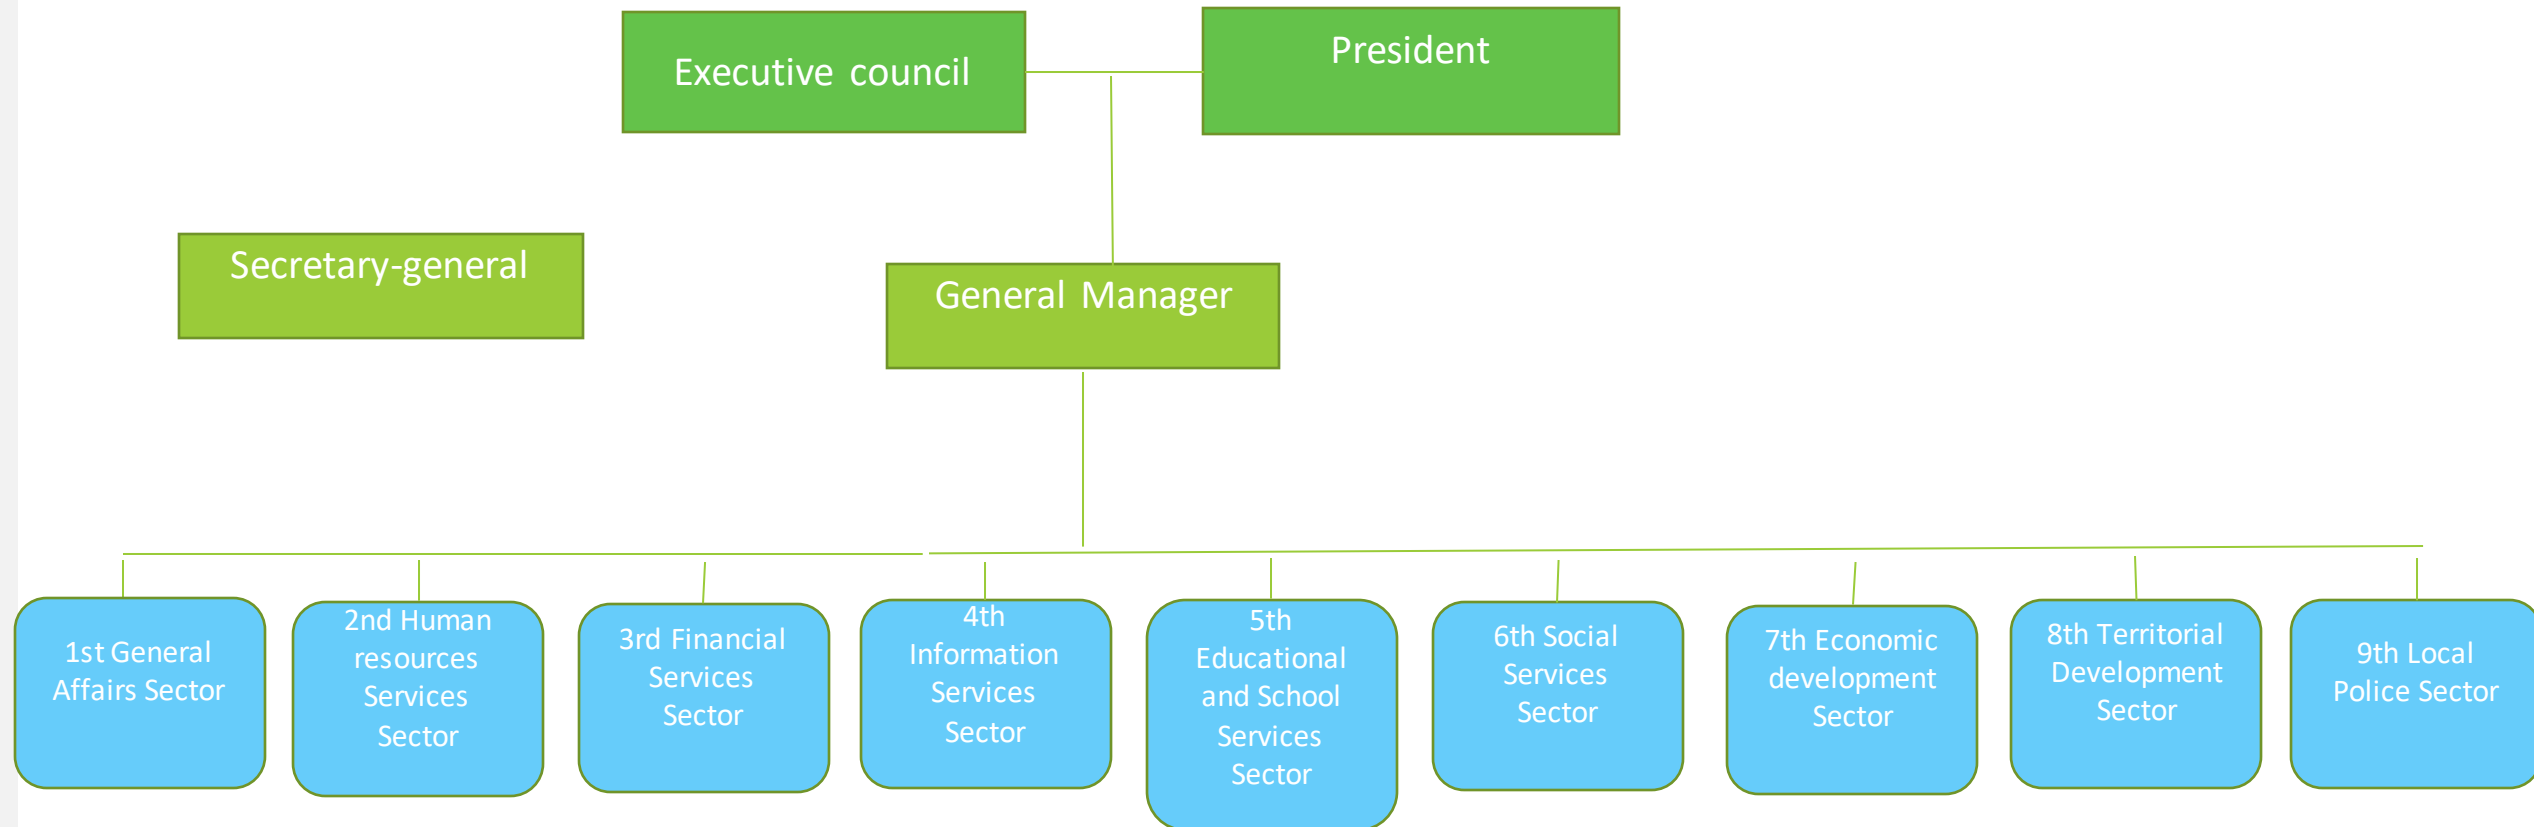 Executive council
President
Secretary-general
General Manager
1st General
Affairs Sector
2nd Human
resources
Services
Sector
3rd Financial
Services
Sector
4th
Information
Services
Sector
5th
Educational
and School
Services
Sector
6th Social
Services
Sector
7th Economic
development
Sector
8th Territorial
Development
Sector
9th Local
Police Sector